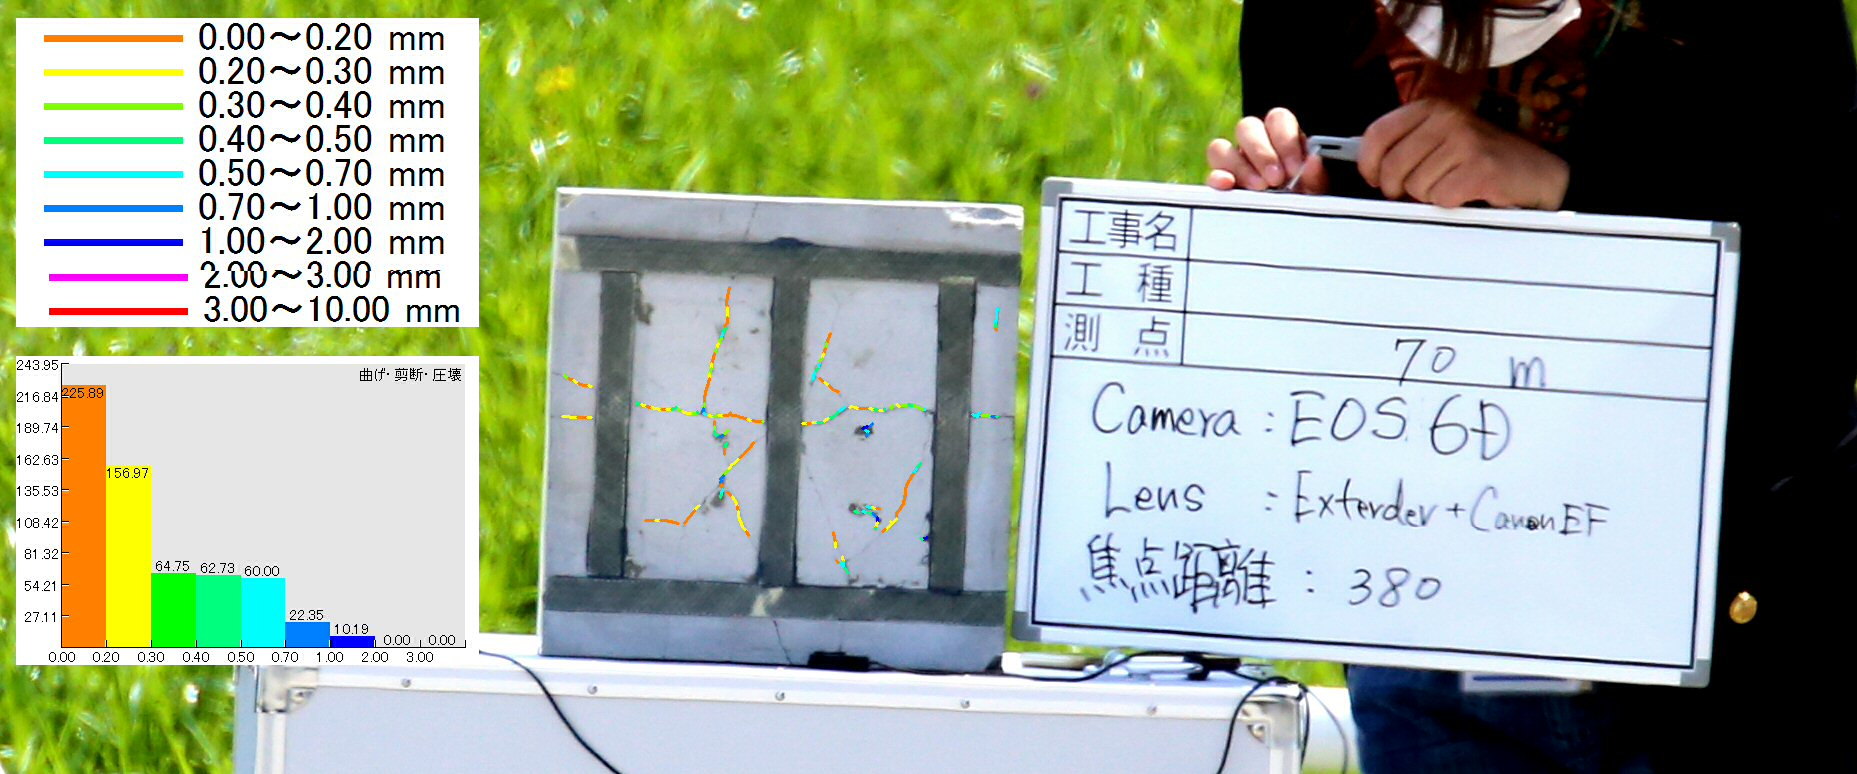 0.00～0.20 mm
0.20～0.30 mm
0.30～0.40 mm
0.40～0.50 mm
0.50～0.70 mm
0.70～1.00 mm
1.00～2.00 mm
2.00～3.00 mm
3.00～10.00 mm
曲げ・剪断・圧壊
243.95
216.84
189.74
162.63
135.53
108.42
81.32
54.21
27.11
225.89
156.97
64.75
62.73
60.00
22.35
10.19
0.00
0.00
0.00 0.20 0.30 0.40 0.50 0.70 1.00 2.00 3.00
工事名
工種
測点 70 m
Camera : EOS 6D
Lens : Exterder + Canon EF
焦点距離 : 380